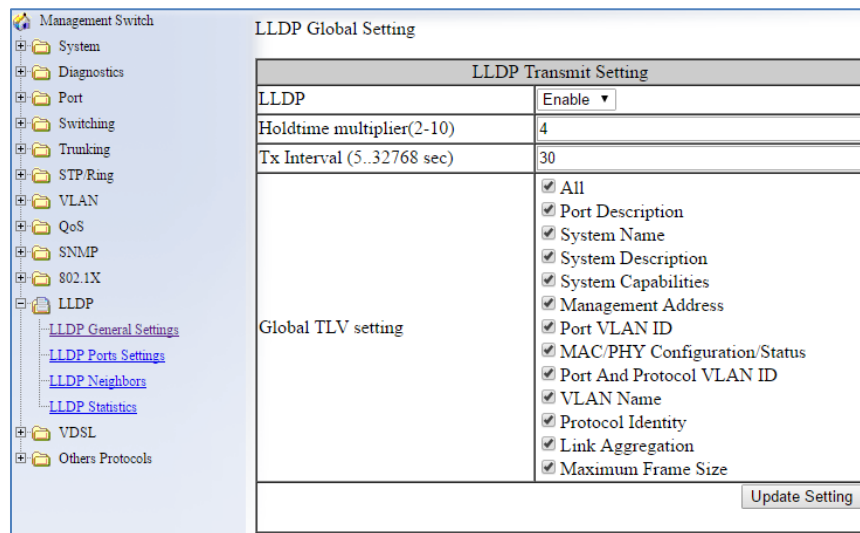 Management Switch
System
Diagnostics
Port
Switching
Trunking
STP/Ring
VLAN
QoS
SNMP
802.1X
LLDP
LLDP General Settings
LLDP Ports Settings
LLDP Neighbors
LLDP Statistics
VDSL
Others Protocols
LLDP Global Setting
LLDP Transmit Setting
LLDP Enable
Holdtime multiplier(2-10) 4
Tx Interval (5..32768 sec) 30
Global TLV setting
All
Port Description
System Name
System Description
System Capabilities
Management Address
Port VLAN ID
MAC/PHY Configuration/Status
Port And Protocol VLAN ID
VLAN Name
Protocol Identity
Link Aggregation
Maximum Frame Size
Update Setting